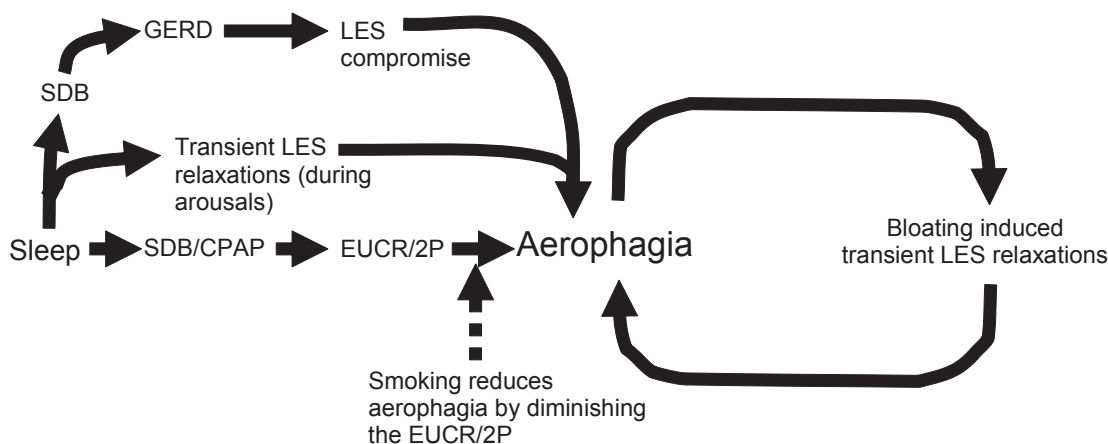 GERD
LES
compromise
SDB
Transient LES
relaxations (during
arousals)
Sleep
SDB/CPAP
EUCR/2P
Aerophagia
Bloating induced
transient LES relaxations
Smoking reduces
aerophagia by diminishing
the EUCR/2P